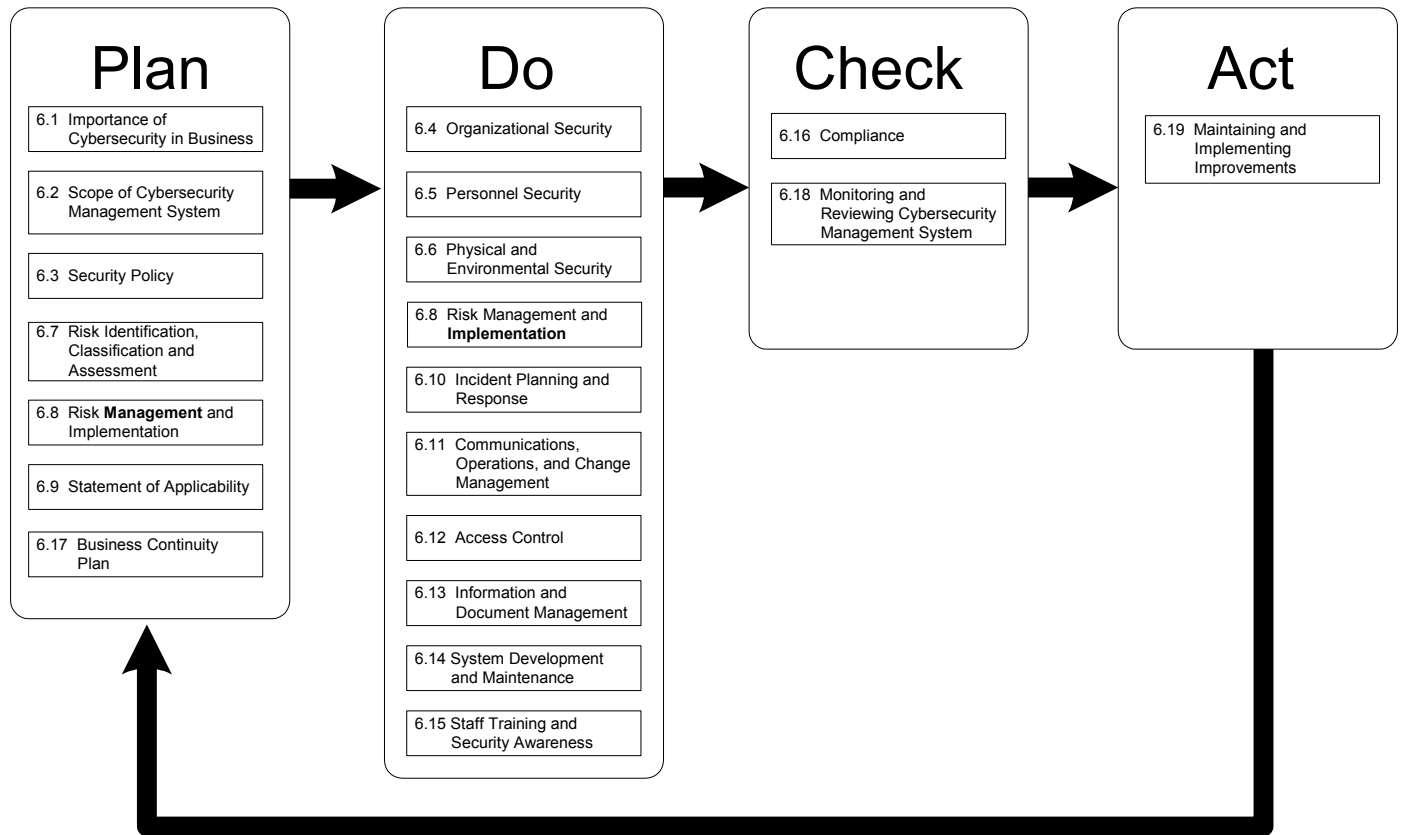 Plan
6.1 Importance of
Cybersecurity in Business
6.2 Scope of Cybersecurity
Management System
6.3 Security Policy
6.7 Risk Identification,
Classification and
Assessment
6.8 Risk Management and
Implementation
6.9 Statement of Applicability
6.17 Business Continuity
Plan
Do
6.4 Organizational Security
6.5 Personnel Security
6.6 Physical and
Environmental Security
6.8 Risk Management and
Implementation
6.10 Incident Planning and
Response
6.11 Communications,
Operations, and Change
Management
6.12 Access Control
6.13 Information and
Document Management
6.14 System Development
and Maintenance
6.15 Staff Training and
Security Awareness
Check
6.16 Compliance
6.18 Monitoring and
Reviewing Cybersecurity
Management System
Act
6.19 Maintaining and
Implementing
Improvements